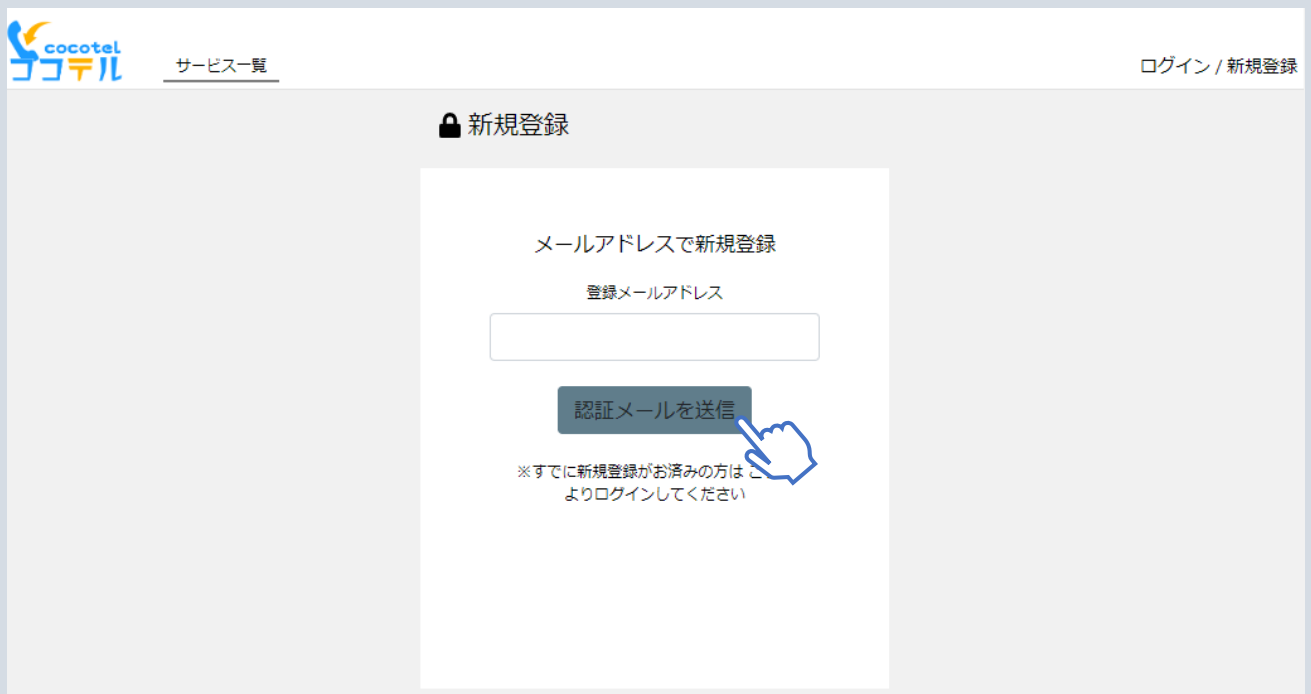 cocotel
ココテル
サービス一覧
ログイン / 新規登録
新規登録
メールアドレスで新規登録
登録メールアドレス
認証メールを送信
※すでに新規登録がお済みの方は
よりログインしてください